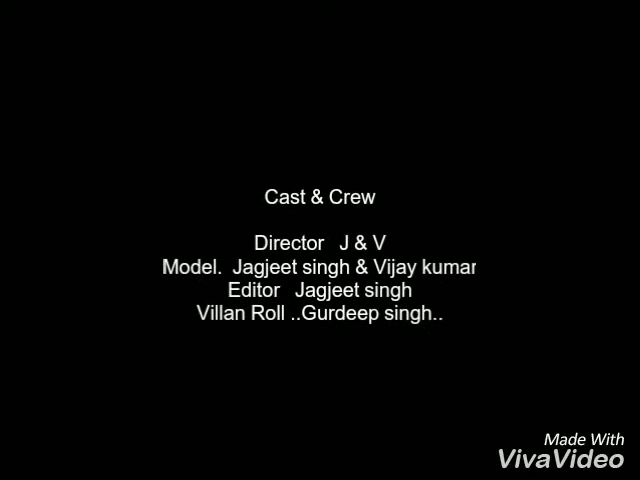 Cast & Crew
Director J & V
Model. Jagjeet singh & Vijay kumar
Editor Jagjeet singh
Villan Roll ..Gurdeep singh..
Made With
VivaVideo